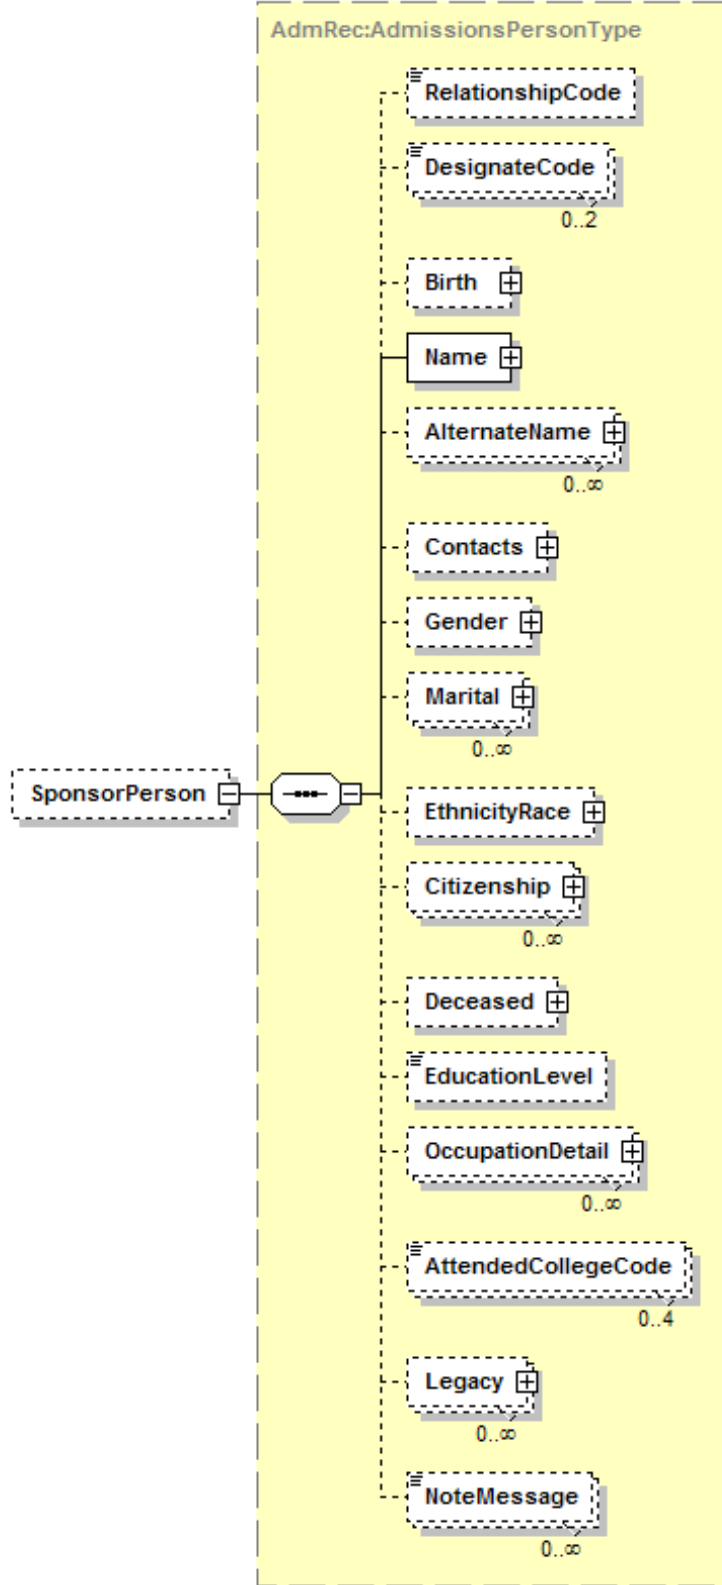 AdmRec:AdmissionsPersonType
RelationshipCode
DesignateCode
0..2
Birth
Name
AlternateName
0..∞
Contacts
Gender
Marital
0..∞
SponsorPerson
EthnicityRace
Citizenship
0..∞
Deceased
EducationLevel
OccupationDetail
0..∞
AttendedCollegeCode
0..4
Legacy
0..∞
NoteMessage
0..∞